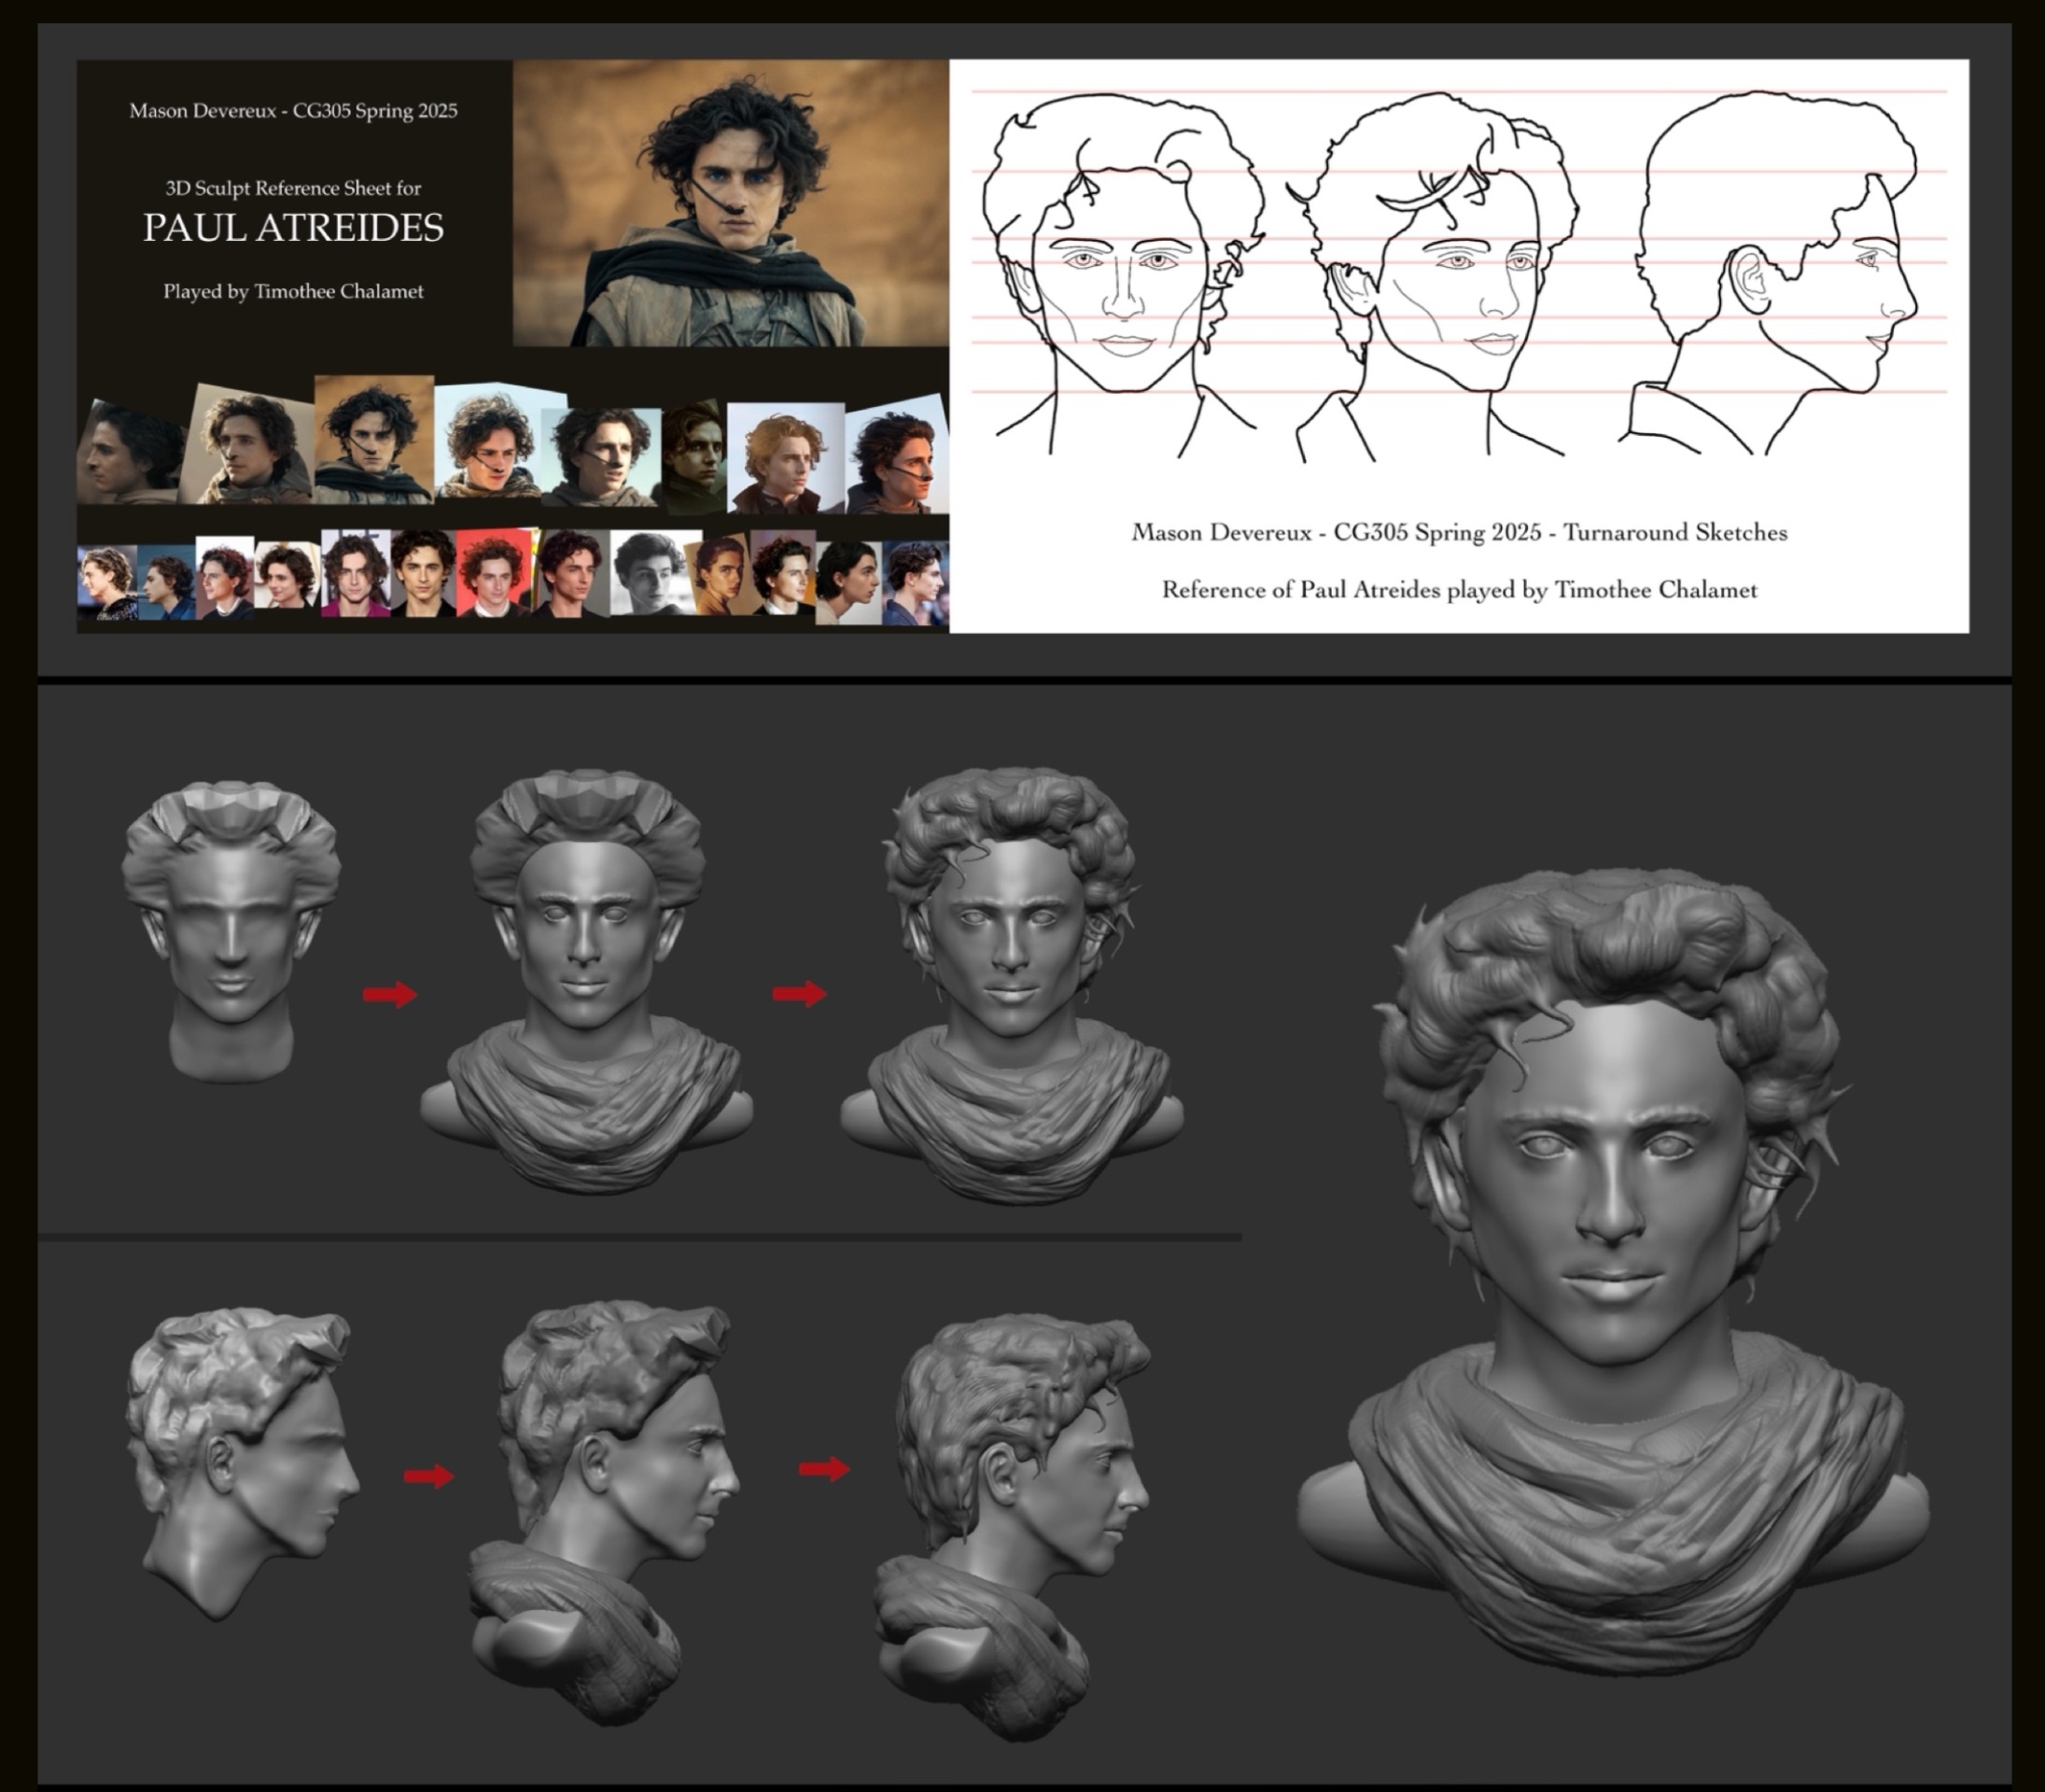 Mason Devereux - CG305 Spring 2025
3D Sculpt Reference Sheet for
PAUL ATREIDES
Played by Timothee Chalamet
Mason Devereux - CG305 Spring 2025 - Turnaround Sketches
Reference of Paul Atreides played by Timothee Chalamet